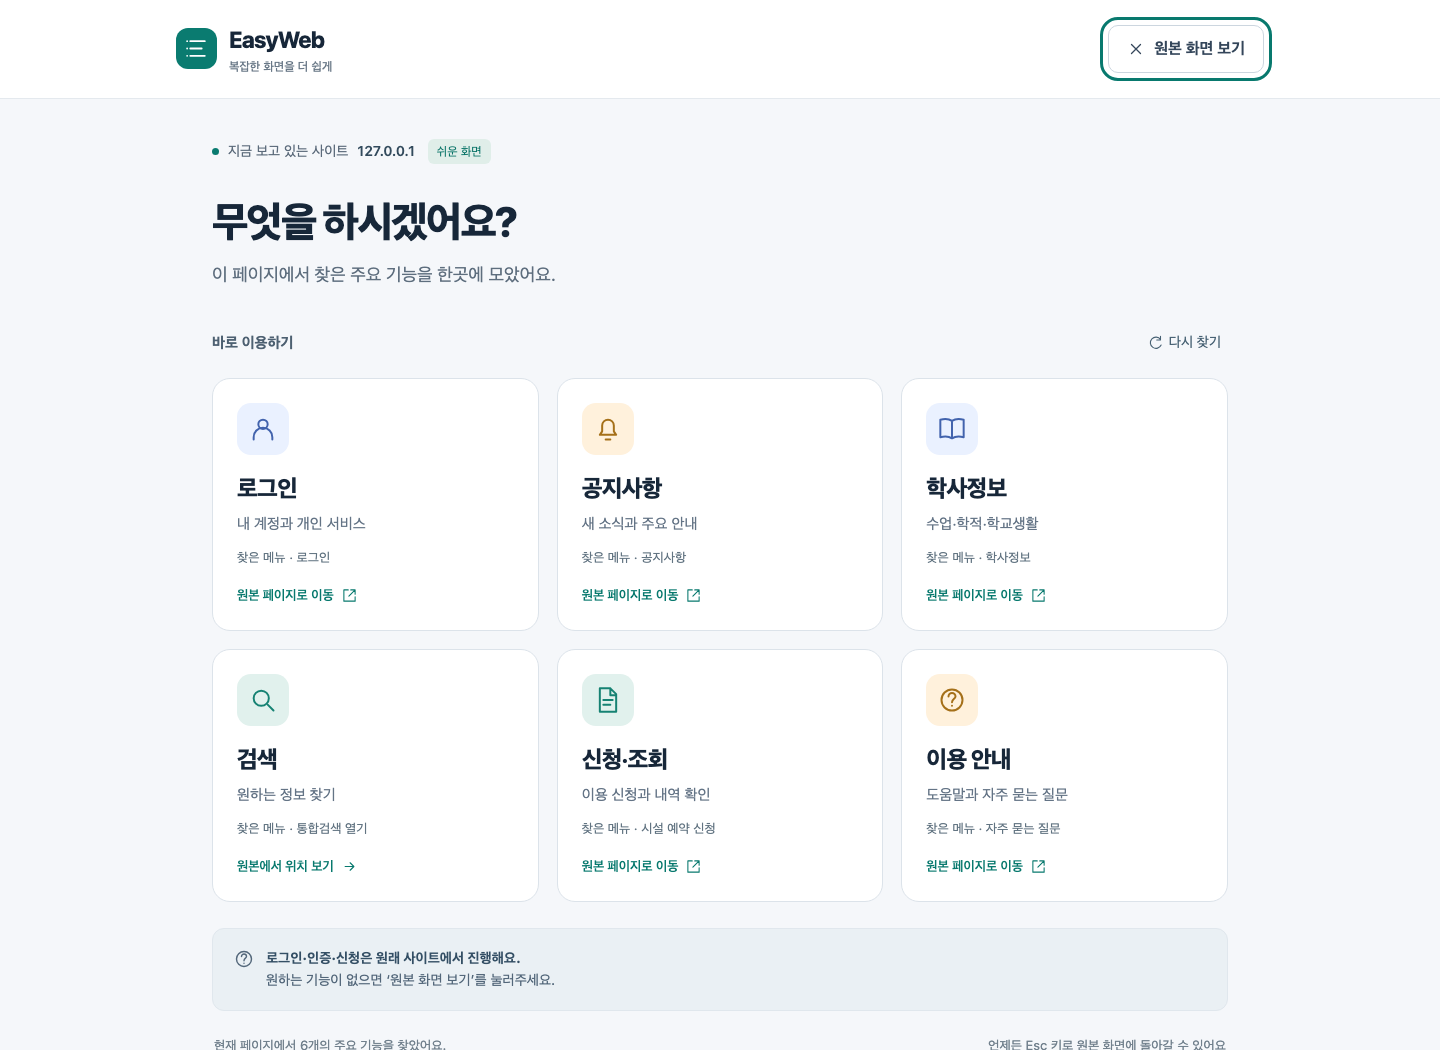 EasyWeb
복잡한 화면을 더 쉽게
원본 화면 보기
지금 보고 있는 사이트 127.0.0.1 쉬운 화면
무엇을 하시겠어요?
이 페이지에서 찾은 주요 기능을 한곳에 모았어요.
바로 이용하기
다시 찾기
로그인
내 계정과 개인 서비스
찾은 메뉴 · 로그인
원본 페이지로 이동
공지사항
새 소식과 주요 안내
찾은 메뉴 · 공지사항
원본 페이지로 이동
학사정보
수업·학적·학교생활
찾은 메뉴 · 학사정보
원본 페이지로 이동
검색
원하는 정보 찾기
찾은 메뉴 · 통합검색 열기
원본에서 위치 보기
신청·조회
이용 신청과 내역 확인
찾은 메뉴 · 시설 예약 신청
원본 페이지로 이동
이용 안내
도움말과 자주 묻는 질문
찾은 메뉴 · 자주 묻는 질문
원본 페이지로 이동
로그인·인증·신청은 원래 사이트에서 진행해요.
원하는 기능이 없으면 ‘원본 화면 보기’를 눌러주세요.
현재 페이지에서 6개의 주요 기능을 찾았어요.
언제든 Esc 키로 원본 화면에 돌아갈 수 있어요